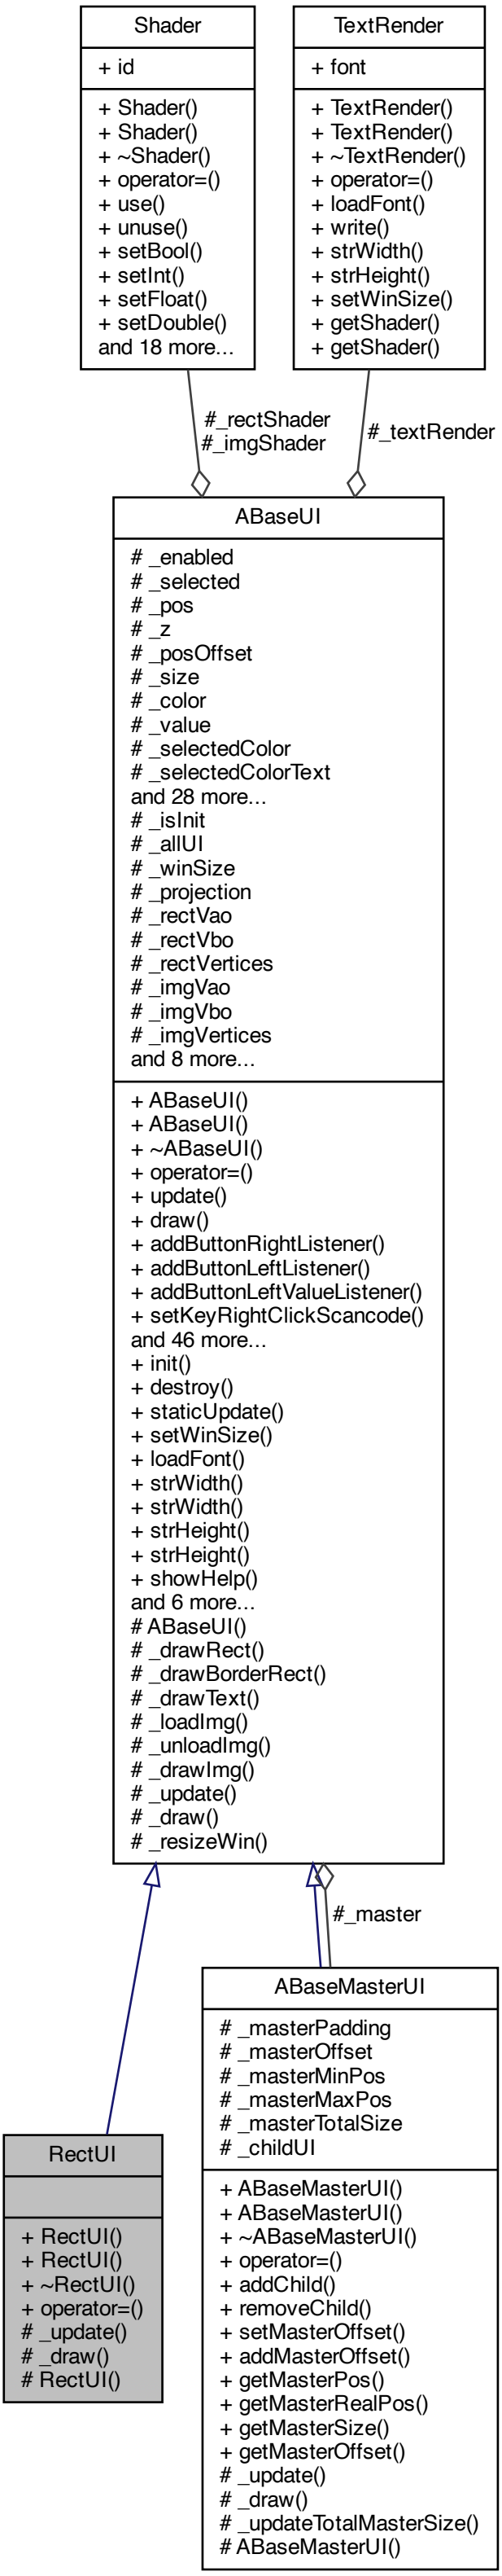 Shader
+ id
+ Shader()
+ Shader()
+ ~Shader()
+ operator=()
+ use()
+ unuse()
+ setBool()
+ setInt()
+ setFloat()
+ setDouble()
and 18 more...
TextRender
+ font
+ TextRender()
+ TextRender()
+ ~TextRender()
+ operator=()
+ loadFont()
+ write()
+ strWidth()
+ strHeight()
+ setWinSize()
+ getShader()
+ getShader()
#_rectShader
#_imgShader
#_textRender
ABaseUI
# _enabled
# _selected
# _pos
# _z
# _posOffset
# _size
# _color
# _value
# _selectedColor
# _selectedColorText
and 28 more...
# _isInit
# _allUI
# _winSize
# _projection
# _rectVao
# _rectVbo
# _rectVertices
# _imgVao
# _imgVbo
# _imgVertices
and 8 more...
+ ABaseUI()
+ ABaseUI()
+ ~ABaseUI()
+ operator=()
+ update()
+ draw()
+ addButtonRightListener()
+ addButtonLeftListener()
+ addButtonLeftValueListener()
+ setKeyRightClickScancode()
and 46 more...
+ init()
+ destroy()
+ staticUpdate()
+ setWinSize()
+ loadFont()
+ strWidth()
+ strWidth()
+ strHeight()
+ strHeight()
+ showHelp()
and 6 more...
# ABaseUI()
# _drawRect()
# _drawBorderRect()
# _drawText()
# _loadImg()
# _unloadImg()
# _drawImg()
# _update()
# _draw()
# _resizeWin()
#_master
ABaseMasterUI
# _masterPadding
# _masterOffset
# _masterMinPos
# _masterMaxPos
# _masterTotalSize
# _childUI
+ ABaseMasterUI()
+ ABaseMasterUI()
+ ~ABaseMasterUI()
+ operator=()
+ addChild()
+ removeChild()
+ setMasterOffset()
+ addMasterOffset()
+ getMasterPos()
+ getMasterRealPos()
+ getMasterSize()
+ getMasterOffset()
# _update()
# _draw()
# _updateTotalMasterSize()
# ABaseMasterUI()
RectUI
+ RectUI()
+ RectUI()
+ ~RectUI()
+ operator=()
# _update()
# _draw()
# RectUI()